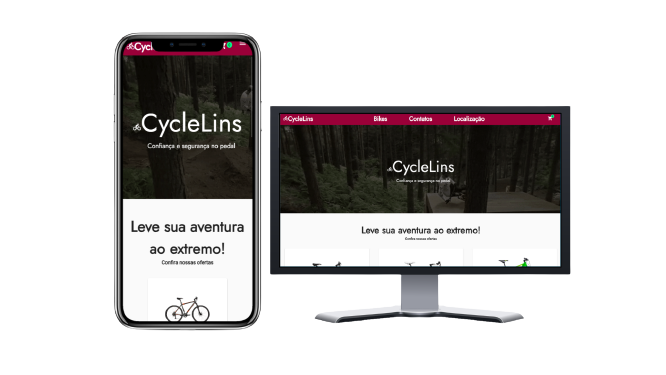 Cycl
CycleLins
Confiança e segurança no pedal
Leve sua aventura
ao extremo!
Confira nossas ofertas
CycleLins
Bikes
Contatos
Localização
CycleLins
Confiança e segurança no pedal
Leve sua aventura ao extremo!
Confira nossas ofertas